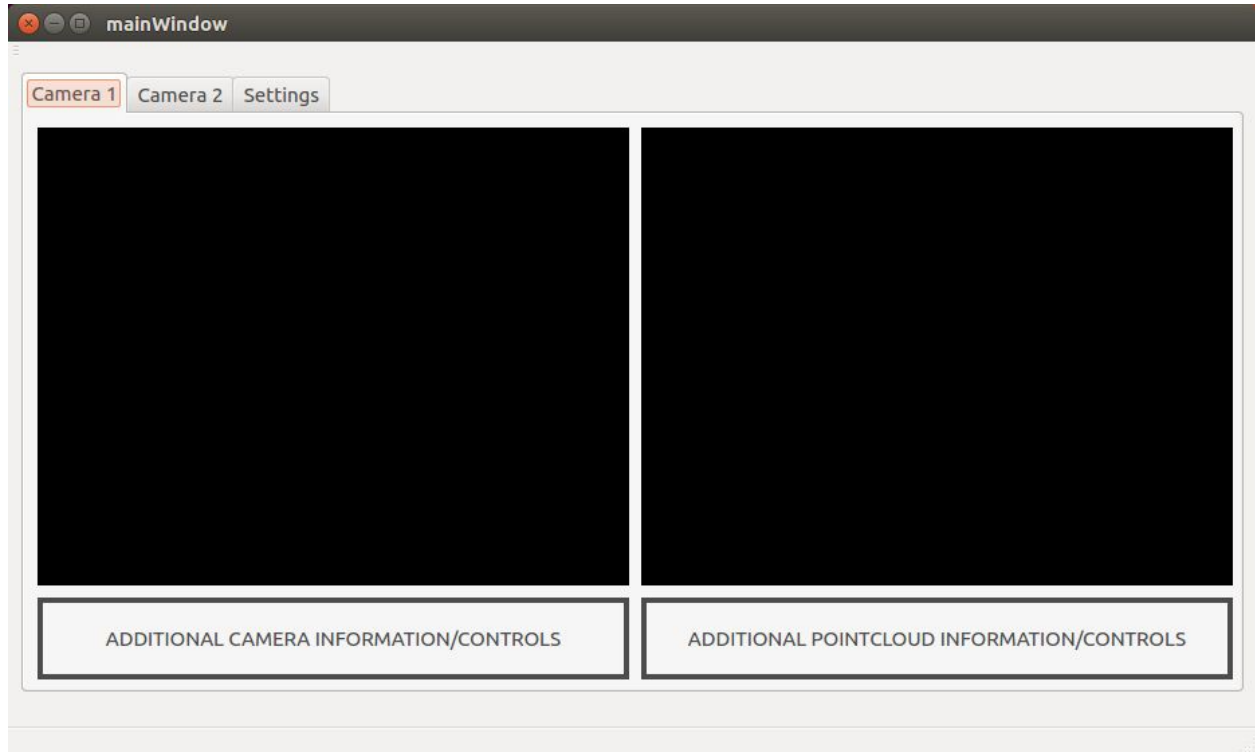 mainWindow
Camera 1 Camera 2 Settings
ADDITIONAL CAMERA INFORMATION/CONTROLS ADDITIONAL POINTCLOUD INFORMATION/CONTROLS